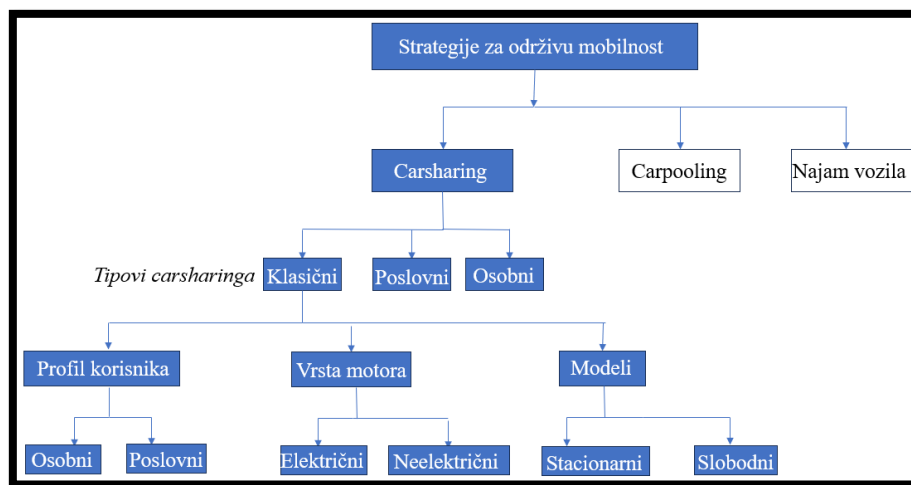 Strategije za održivu mobilnost
Carsharing
Carpooling
Najam vozila
Tipovi carsharinga
Klasični
Poslovni
Osobni
Profil korisnika
Vrsta motora
Modeli
Osobni
Poslovni
Električni
Neelektrični
Stacionarni
Slobodni